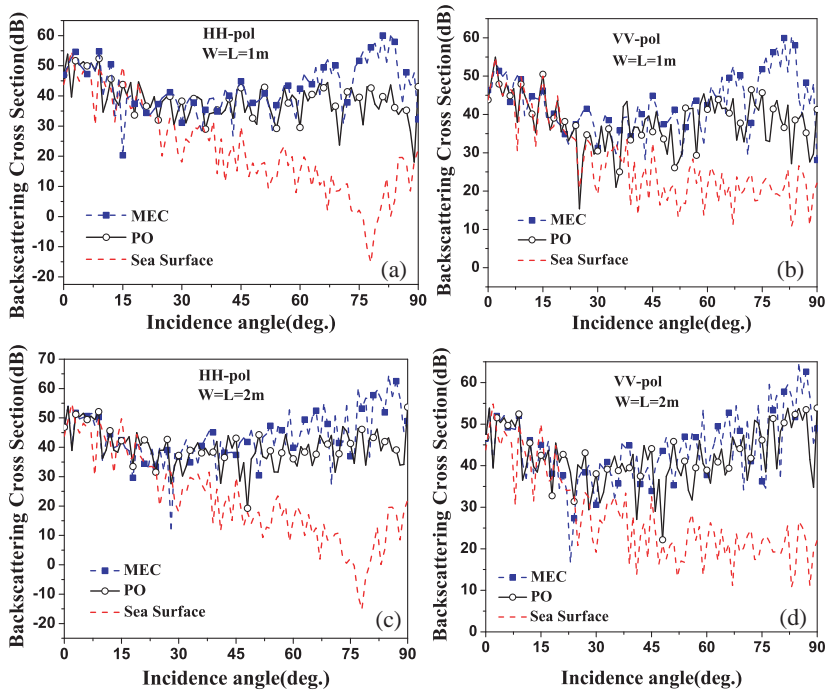 (a)
HH-pol
W=L=1m
Backscattering Cross Section(dB)
60
50
40
30
20
10
0
-10
-20
MEC
PO
Sea Surface
0 15 30 45 60 75 90
Incidence angle(deg.)
(b)
VV-pol
W=L=1m
Backscattering Cross Section(dB)
60
50
40
30
20
10
0
MEC
PO
Sea Surface
0 15 30 45 60 75 90
Incidence angle(deg.)
(c)
HH-pol
W=L=2m
Backscattering Cross Section(dB)
70
60
50
40
30
20
10
0
-10
-20
MEC
PO
Sea Surface
0 15 30 45 60 75 90
Incidence angle(deg.)
(d)
VV-pol
W=L=2m
Backscattering Cross Section(dB)
60
50
40
30
20
10
0
MEC
PO
Sea Surface
0 15 30 45 60 75 90
Incidence angle(deg.)